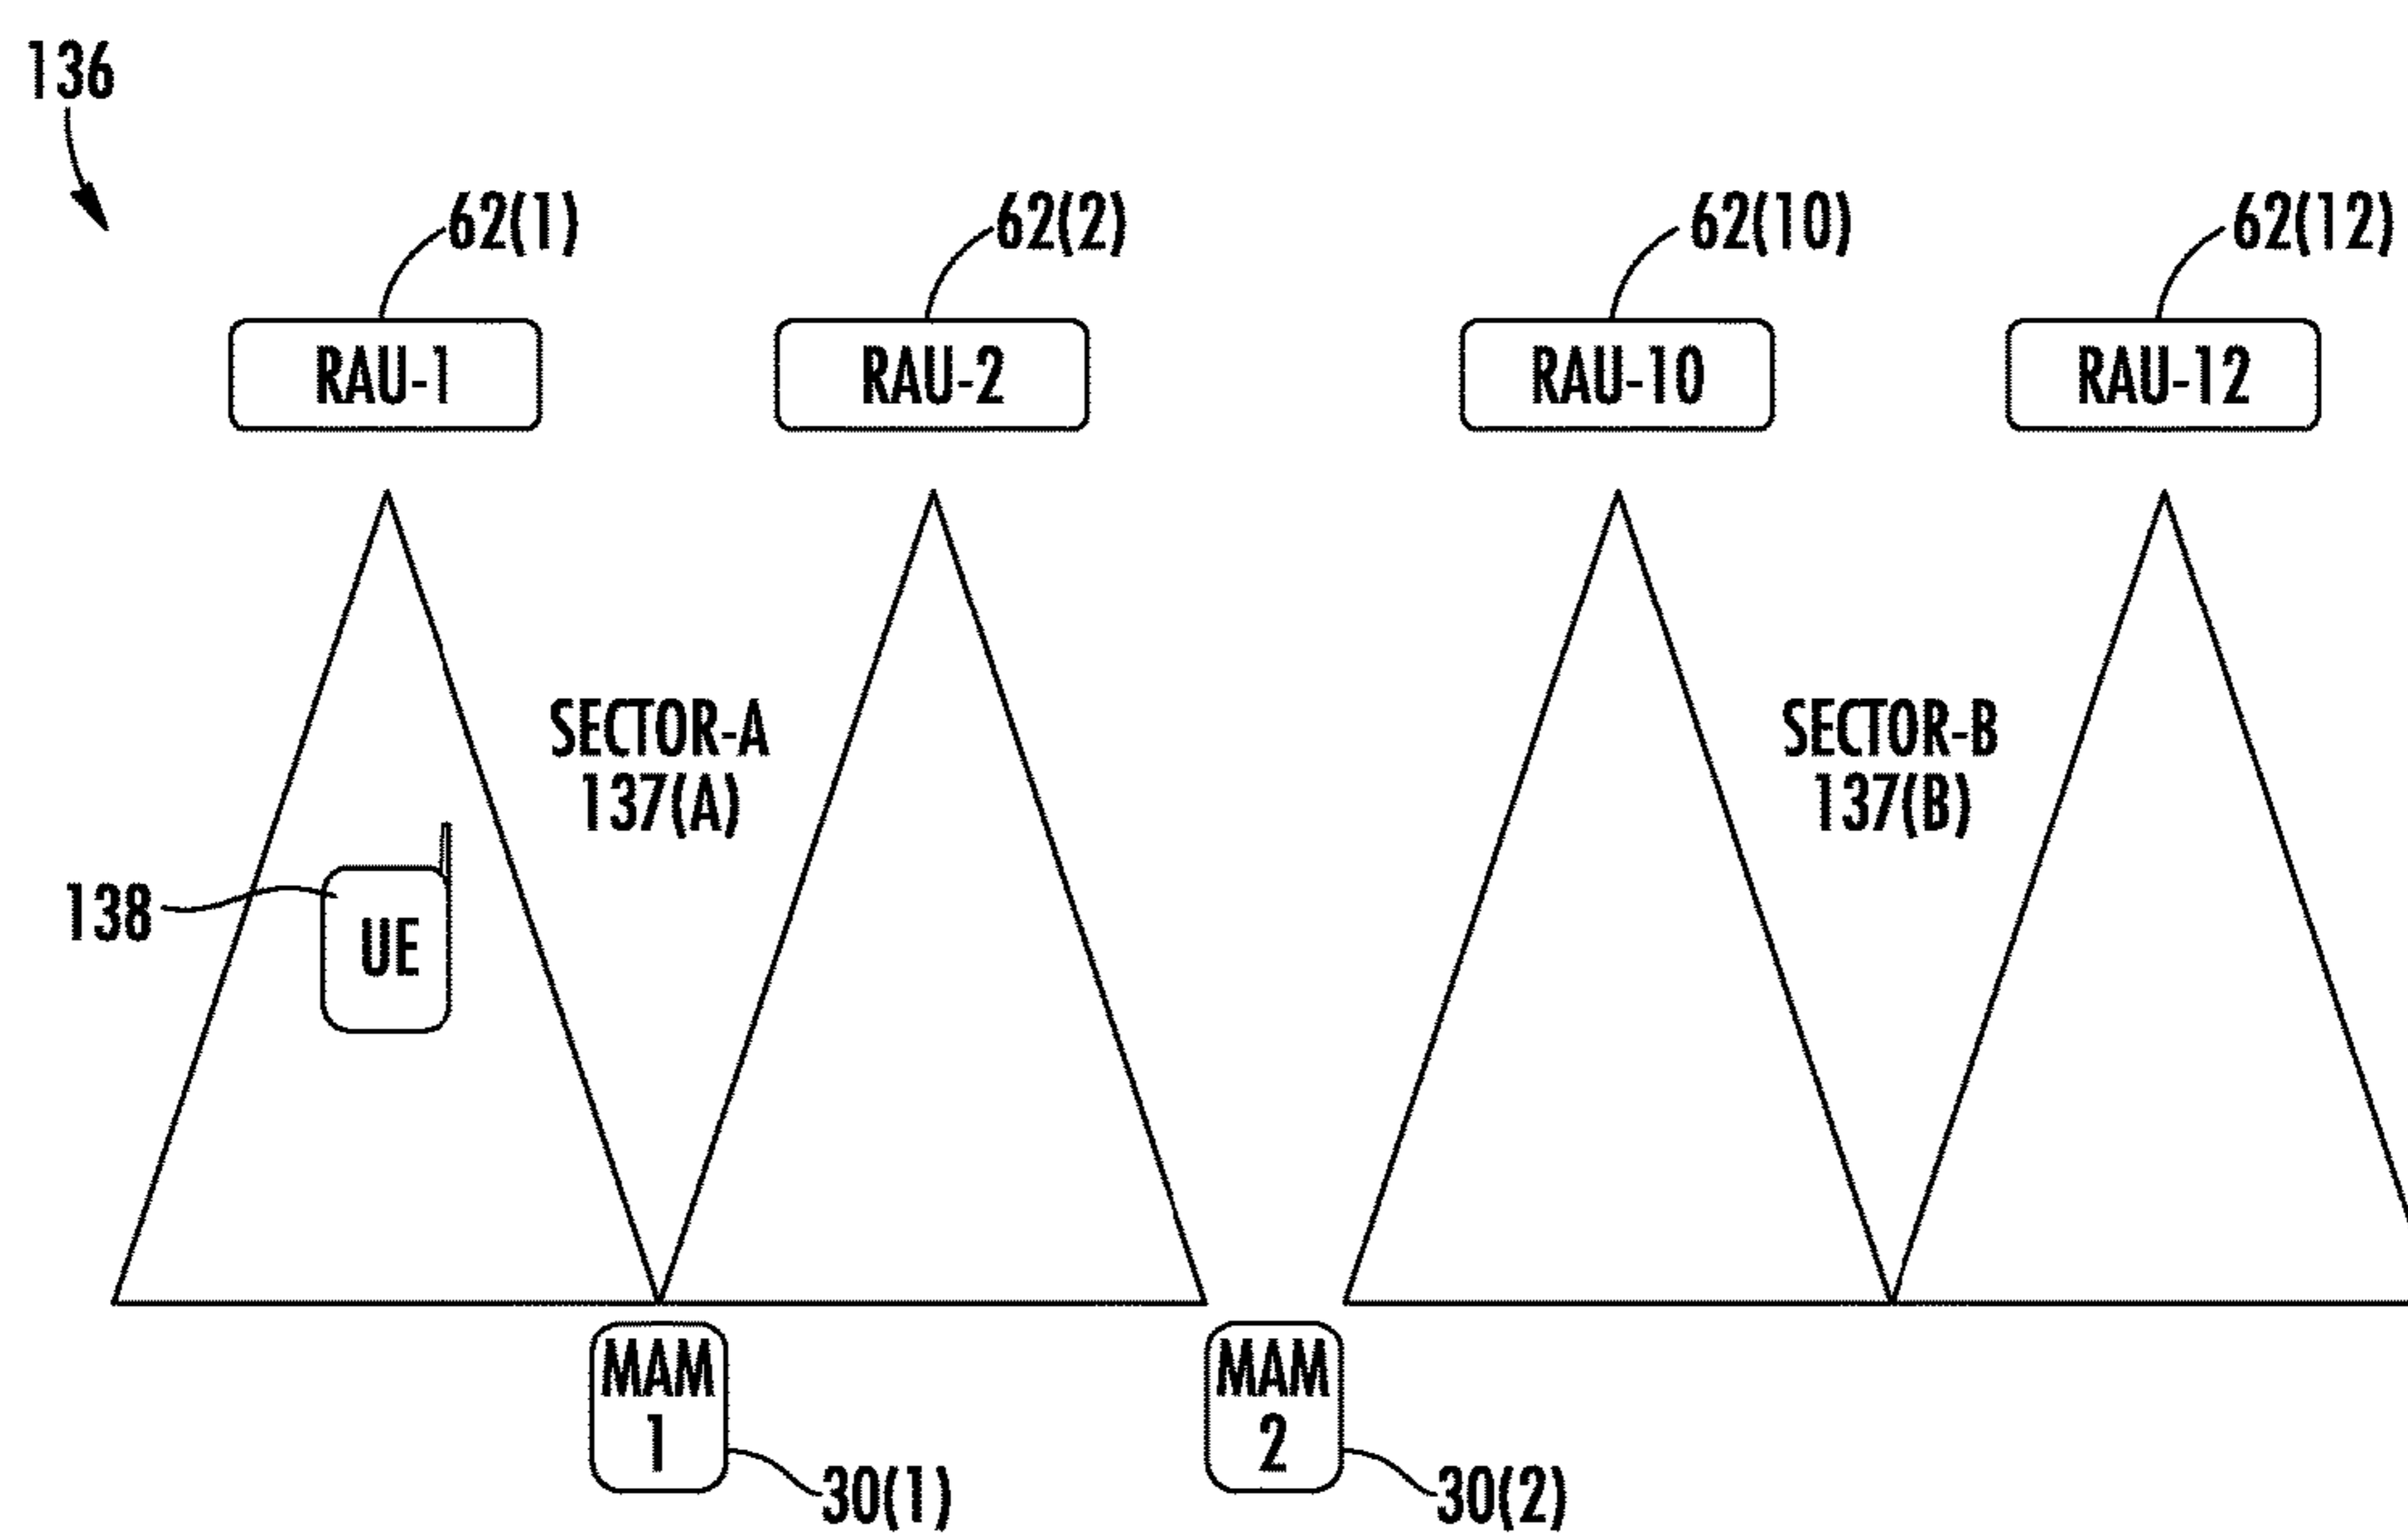 136
62(1)
62(2)
62(10)
62(12)
RAU-1
RAU-2
RAU-10
RAU-12
SECTOR-A
137(A)
SECTOR-B
137(B)
138
UE
MAM
1
30(1)
MAM
2
30(2)